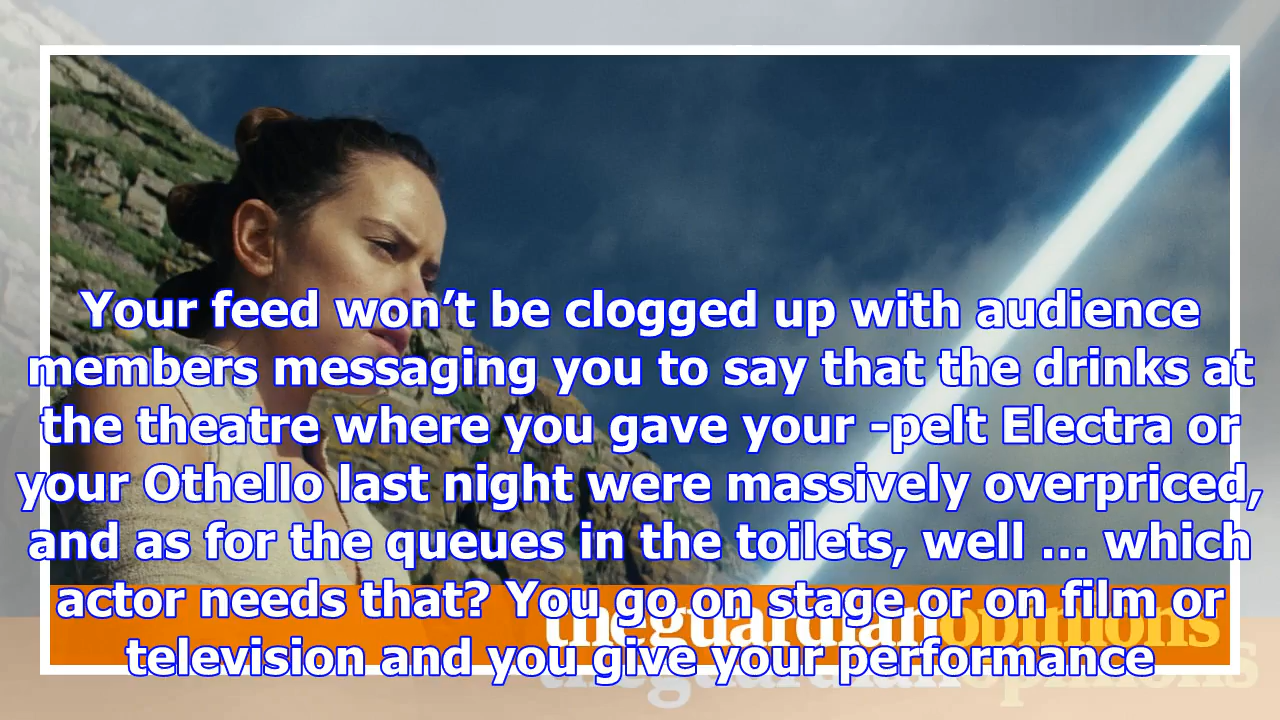 Your feed won’t be clogged up with audience
members messaging you to say that the drinks at
the theatre where you gave your -pelt Electra or
your Othello last night were massively overpriced,
and as for the queues in the toilets, well ... which
actor needs that? You go on stage or on film or
theguardianopinions
television and you give your performance
theguardianopinions